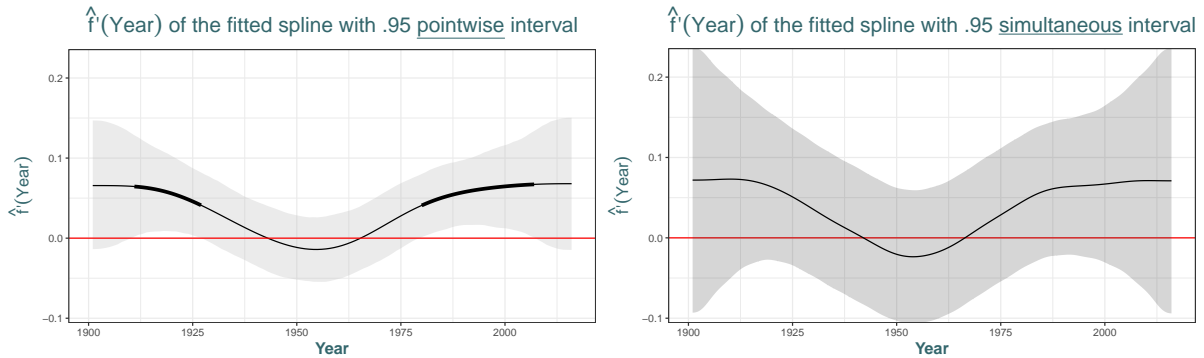 f̂'(Year) of the fitted spline with .95 pointwise interval
0.2
0.1
0.0
−0.1
f̂'(Year)
1900 1925 1950 1975 2000
Year
f̂'(Year) of the fitted spline with .95 simultaneous interval
0.2
0.1
0.0
−0.1
f̂'(Year)
1900 1925 1950 1975 2000
Year